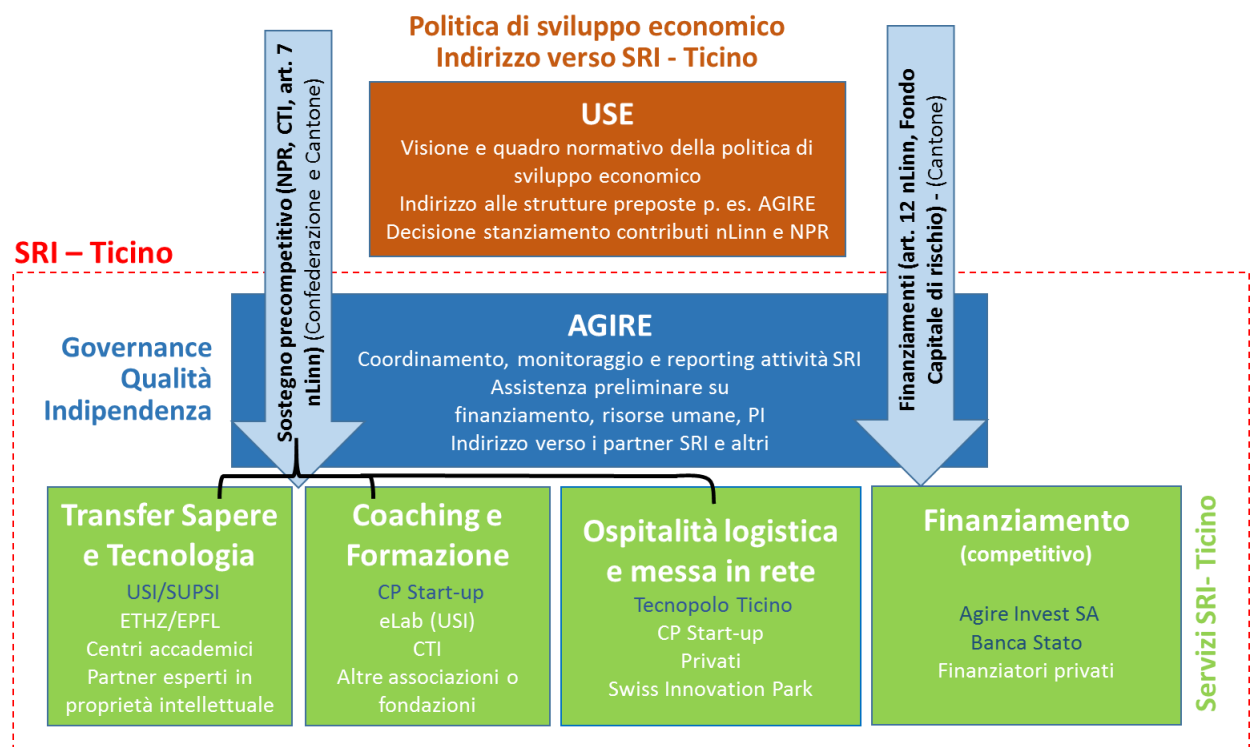 Politica di sviluppo economico
Indirizzo verso SRI - Ticino
Sostegno precompetitivo (NPR, CTI, art. 7
nLinn) (Confederazione e Cantone)
USE
Visione e quadro normativo della politica di
sviluppo economico
Indirizzo alle strutture preposte p. es. AGIRE
Decisione stanziamento contributi nLinn e NPR
Finanziamenti (art. 12 nLinn, Fondo
Capitale di rischio) - (Cantone)
SRI – Ticino
Governance
Qualità
Indipendenza
AGIRE
Coordinamento, monitoraggio e reporting attività SRI
Assistenza preliminare su
finanziamento, risorse umane, PI
Indirizzo verso i partner SRI e altri
Transfer Sapere
e Tecnologia
USI/SUPSI
ETHZ/EPFL
Centri accademici
Partner esperti in
proprietà intellettuale
Coaching e
Formazione
CP Start-up
eLab (USI)
CTI
Altre associazioni o
fondazioni
Ospitalità logistica
e messa in rete
Tecnopolo Ticino
CP Start-up
Privati
Swiss Innovation Park
Finanziamento
(competitivo)
Agire Invest SA
Banca Stato
Finanziatori privati
Servizi SRI- Ticino